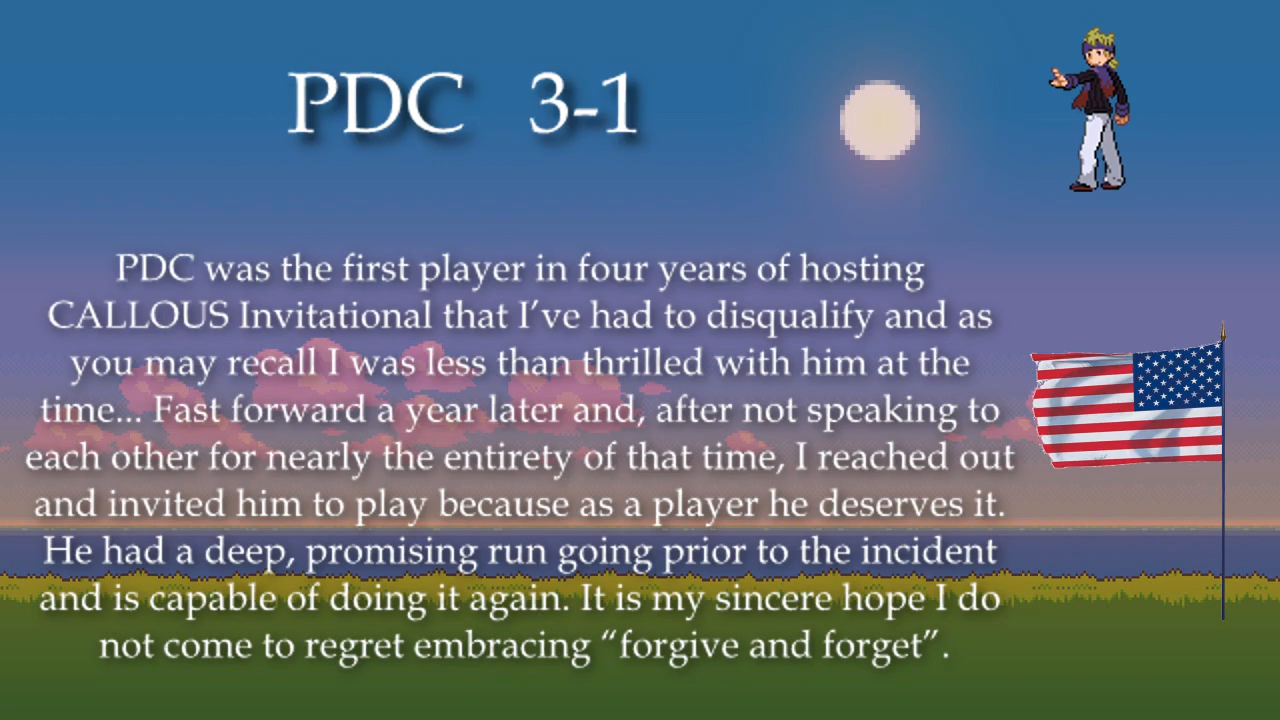 PDC 3-1
PDC was the first player in four years of hosting
CALLOUS Invitational that I’ve had to disqualify and as
you may recall I was less than thrilled with him at the
time... Fast forward a year later and, after not speaking to
each other for nearly the entirety of that time, I reached out
and invited him to play because as a player he deserves it.
He had a deep, promising run going prior to the incident
and is capable of doing it again. It is my sincere hope I do
not come to regret embracing “forgive and forget”.